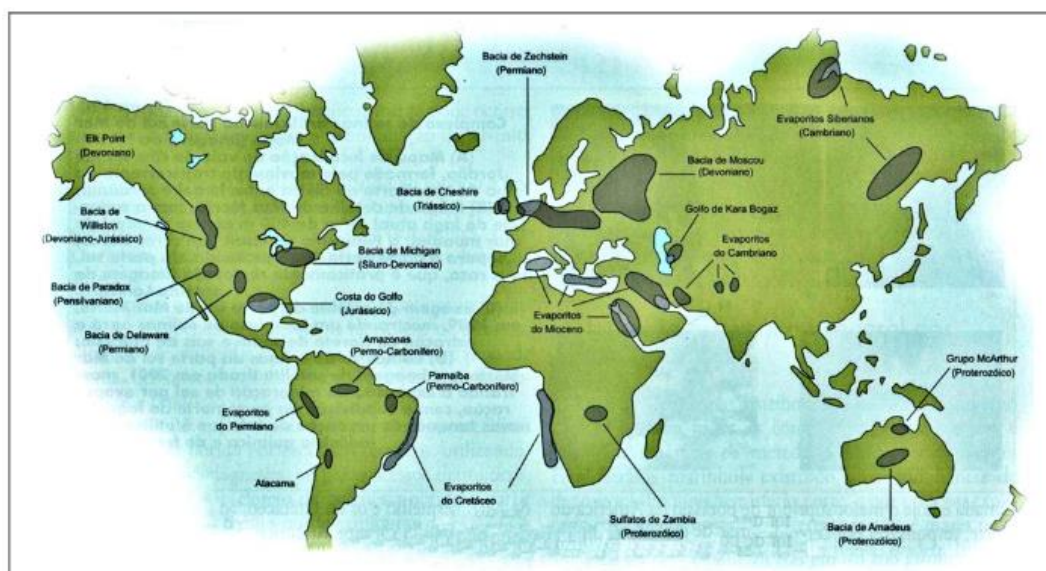 Bacia de Zechstein
(Permiano)
Elk Point
(Devoniano)
Evaporitos Siberianos
(Cambriano)
Bacia de Moscou
(Devoniano)
Bacia de Cheshire
(Triássico)
Bacia de
Williston
(Devoniano-Jurássico)
Golfo de Kara Bogaz
Evaporitos
do Cambriano
Bacia de Michigan
(Siluro-Devoniano)
Bacia de Paradox
(Pensilvaniano)
Costa do Golfo
(Jurássico)
Evaporitos
do Mioceno
Bacia de Delaware
(Permiano)
Amazonas
(Permo-Carbonífero)
Parnaíba
(Permo-Carbonífero)
Grupo McArthur
(Proterozóico)
Evaporitos
do Permiano
Atacama
Evaporitos
do Cretáceo
Sulfatos de Zambia
(Proterozóico)
Bacia de Amadeus
(Proterozóico)